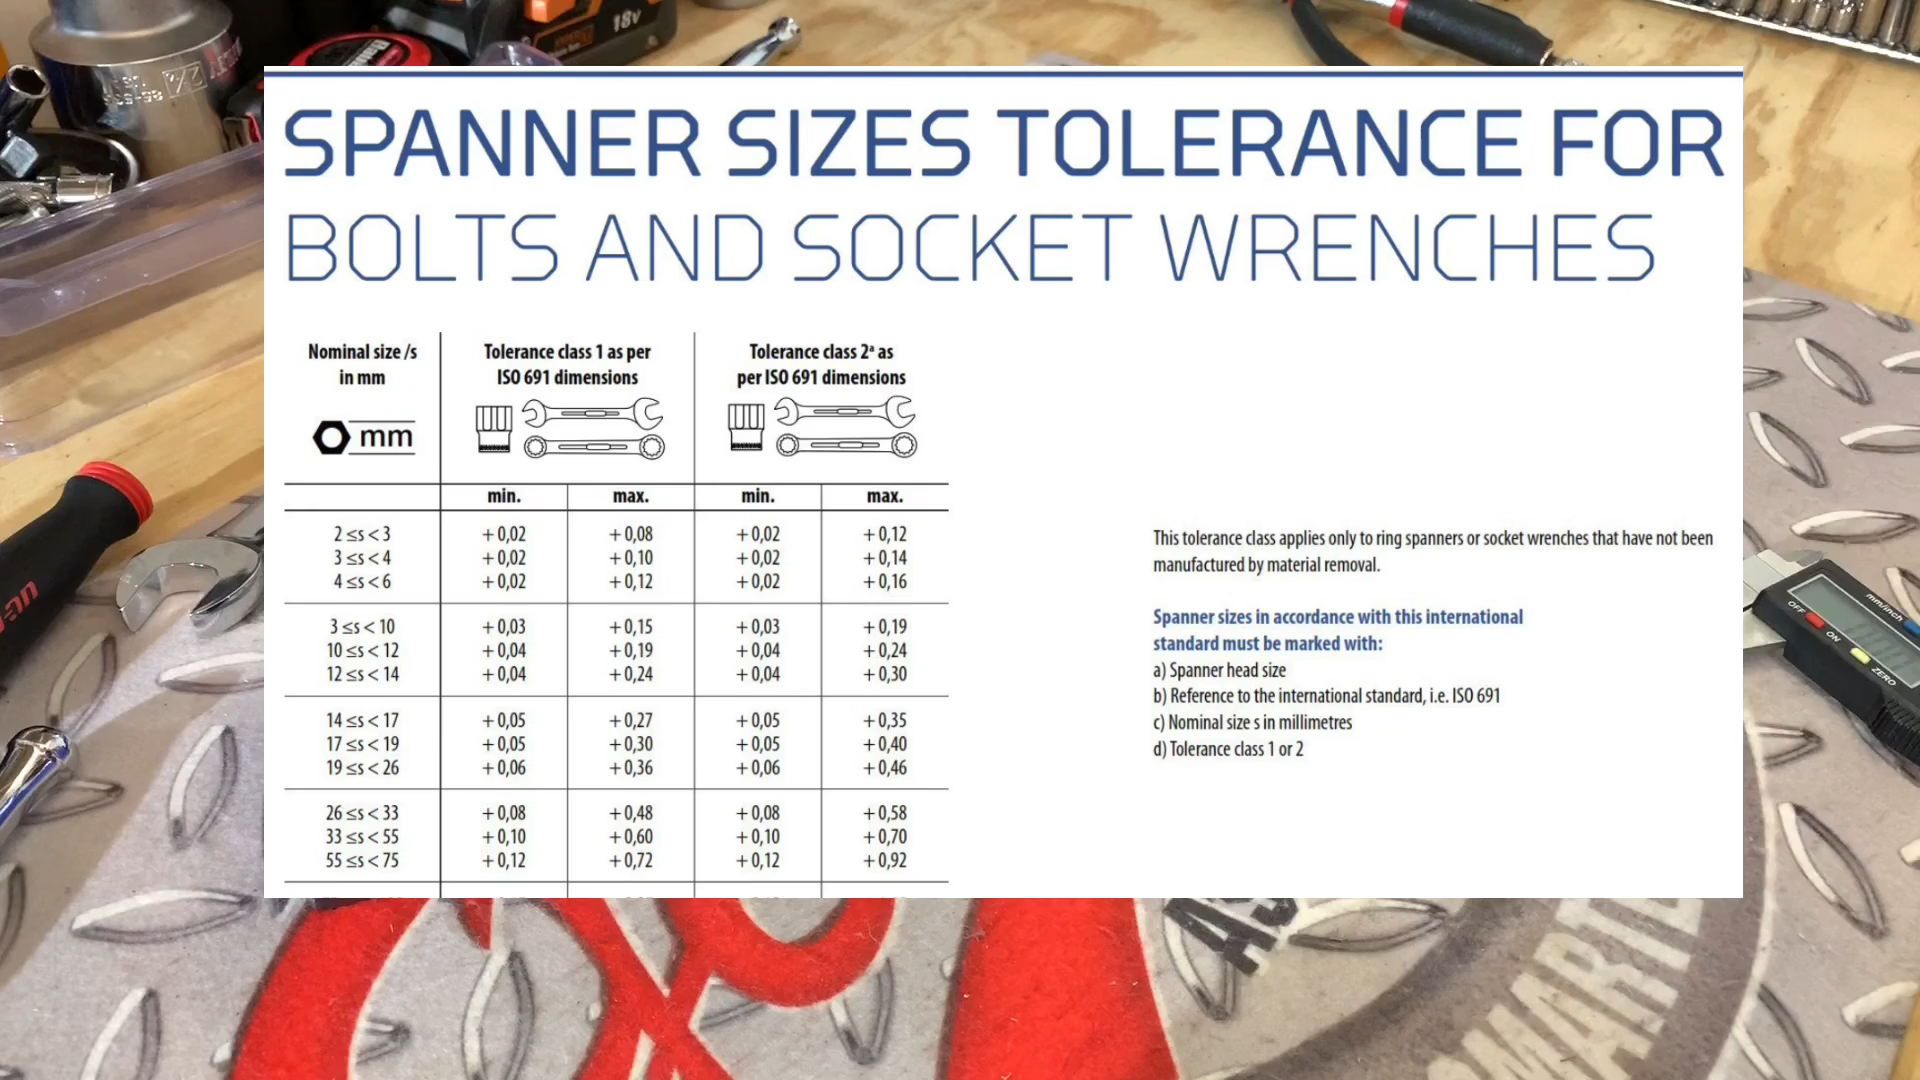 18V
SPANNER SIZES TOLERANCE FOR
BOLTS AND SOCKET WRENCHES
Nominal size /s
in mm
mm
Tolerance class 1 as per
ISO 691 dimensions
Tolerance class 2ª as
per ISO 691 dimensions
min. max. min. max.
2 ≤s < 3 + 0,02 + 0,08 + 0,02 + 0,12
3 ≤s < 4 + 0,02 + 0,10 + 0,02 + 0,14
4 ≤s < 6 + 0,02 + 0,12 + 0,02 + 0,16
3 ≤s < 10 + 0,03 + 0,15 + 0,03 + 0,19
10 ≤s < 12 + 0,04 + 0,19 + 0,04 + 0,24
12 ≤s < 14 + 0,04 + 0,24 + 0,04 + 0,30
14 ≤s < 17 + 0,05 + 0,27 + 0,05 + 0,35
17 ≤s < 19 + 0,05 + 0,30 + 0,05 + 0,40
19 ≤s < 26 + 0,06 + 0,36 + 0,06 + 0,46
26 ≤s < 33 + 0,08 + 0,48 + 0,08 + 0,58
33 ≤s < 55 + 0,10 + 0,60 + 0,10 + 0,70
55 ≤s < 75 + 0,12 + 0,72 + 0,12 + 0,92
This tolerance class applies only to ring spanners or socket wrenches that have not been
manufactured by material removal.
Spanner sizes in accordance with this international
standard must be marked with:
a) Spanner head size
b) Reference to the international standard, i.e. ISO 691
c) Nominal size s in millimetres
d) Tolerance class 1 or 2
mm/inch
OFF
ON
ZERO